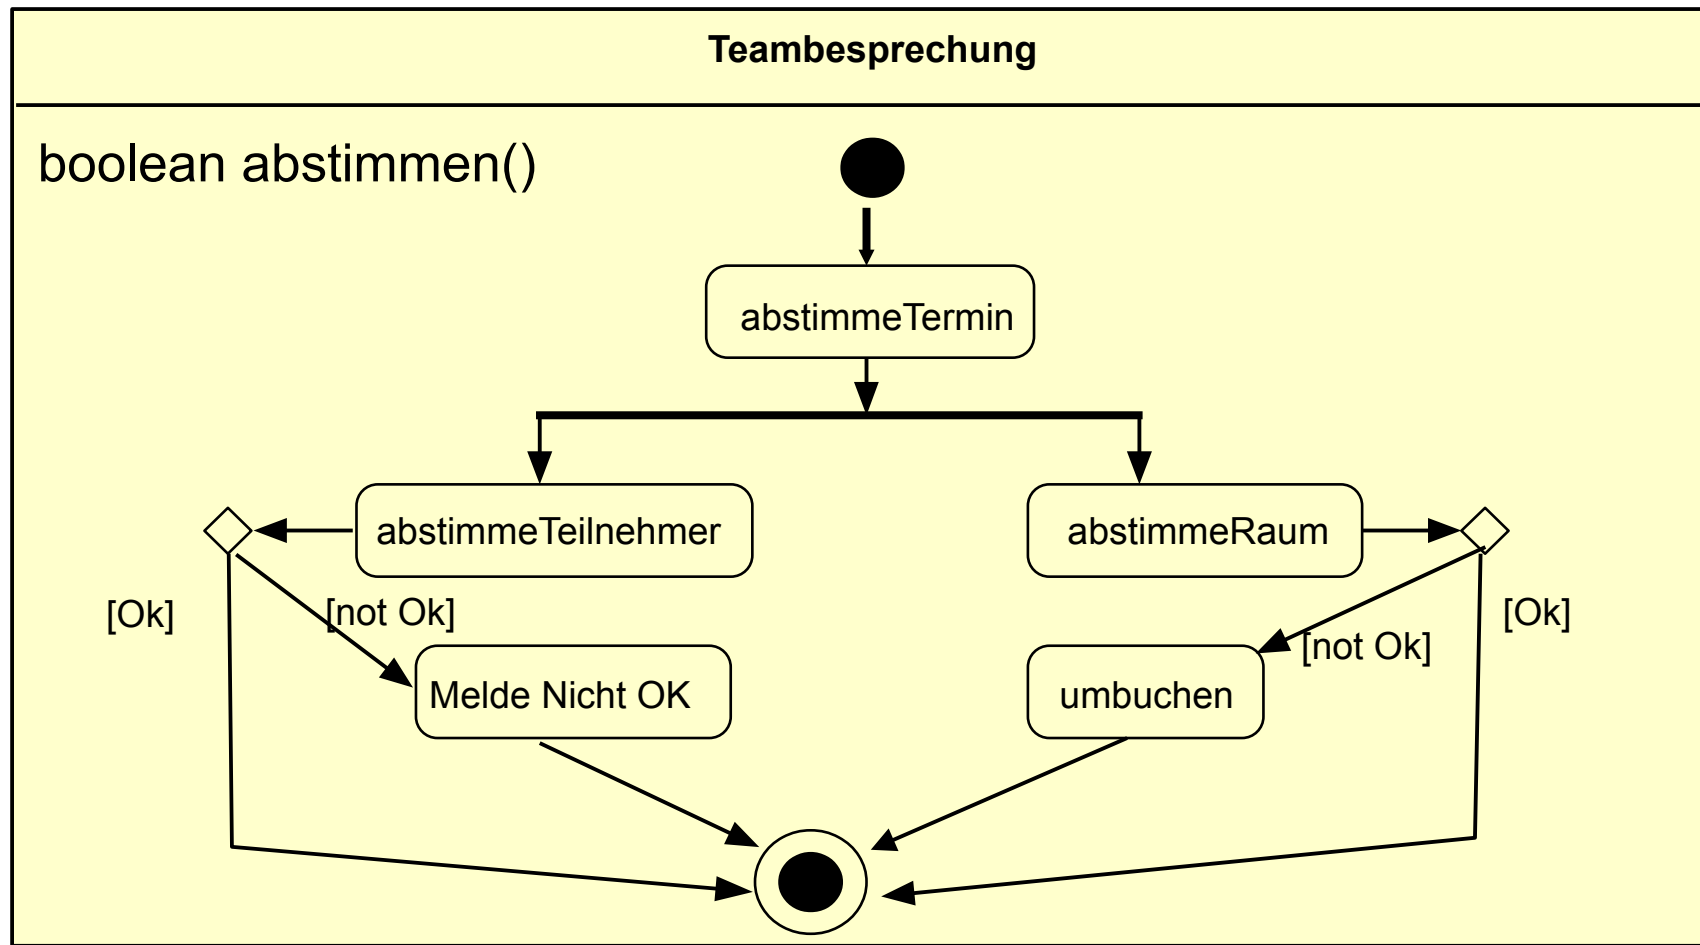 Teambesprechung
boolean abstimmen()
abstimmeTermin
abstimmeTeilnehmer
abstimmeRaum
[Ok]
[not Ok]
[not Ok]
[Ok]
Melde Nicht OK
umbuchen